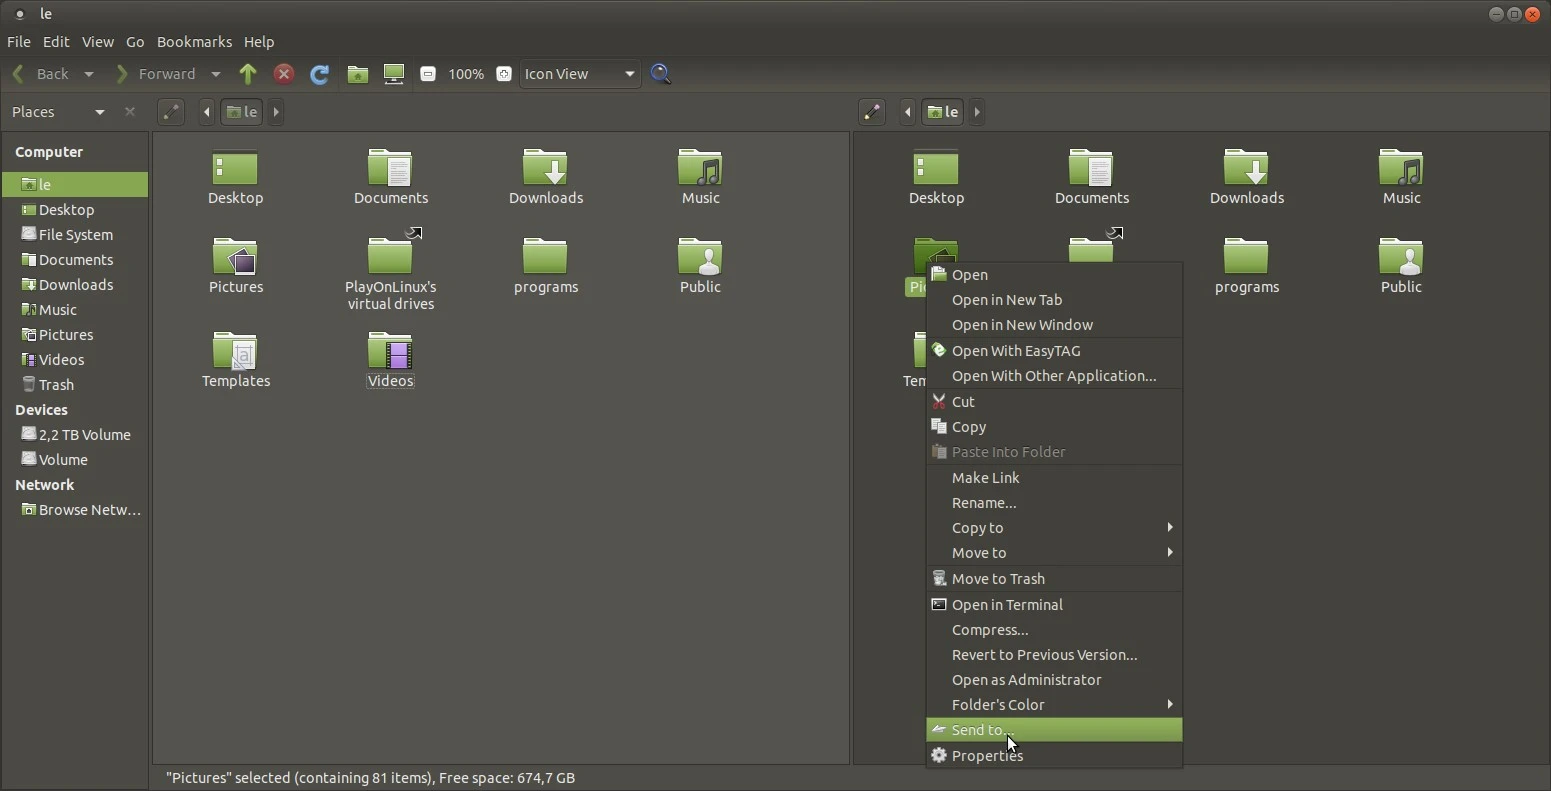 le
File Edit View Go Bookmarks Help
Back Forward 100% Icon View
Places le le
Computer
le
Desktop
File System
Documents
Downloads
Music
Pictures
Videos
Trash
Devices
2,2 TB Volume
Volume
Network
Browse Netw...
Desktop Documents Downloads Music
Pictures PlayOnLinux's programs Public
virtual drives
Templates Videos
Desktop Documents Downloads Music
programs Public
Open
Open in New Tab
Open in New Window
Open With EasyTAG
Open With Other Application...
Cut
Copy
Paste Into Folder
Make Link
Rename...
Copy to
Move to
Move to Trash
Open in Terminal
Compress...
Revert to Previous Version...
Open as Administrator
Folder's Color
Send to...
Properties
"Pictures" selected (containing 81 items), Free space: 674,7 GB